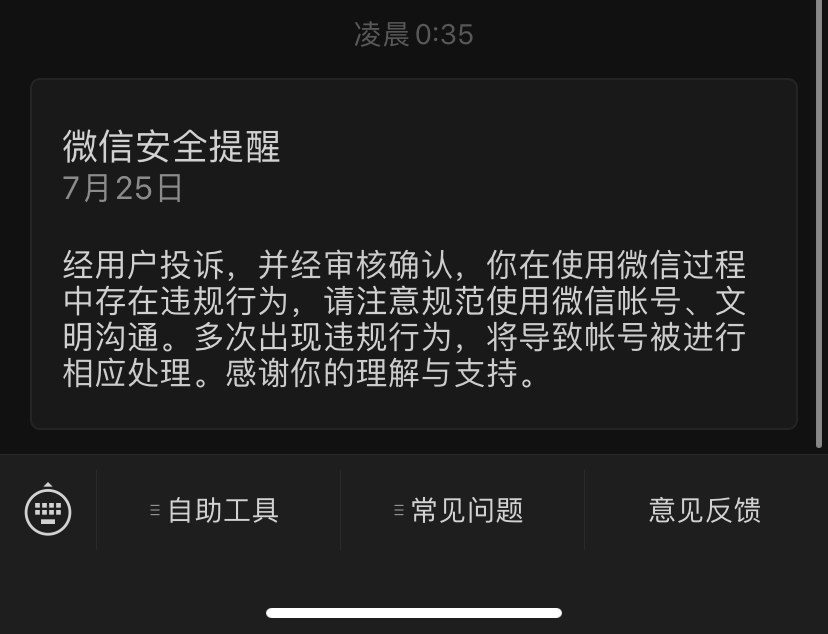 凌晨0:35
微信安全提醒
7月25日
经用户投诉，并经审核确认，你在使用微信过程
中存在违规行为，请注意规范使用微信帐号、文
明沟通。多次出现违规行为，将导致帐号被进行
相应处理。感谢你的理解与支持。
自助工具
常见问题
意见反馈